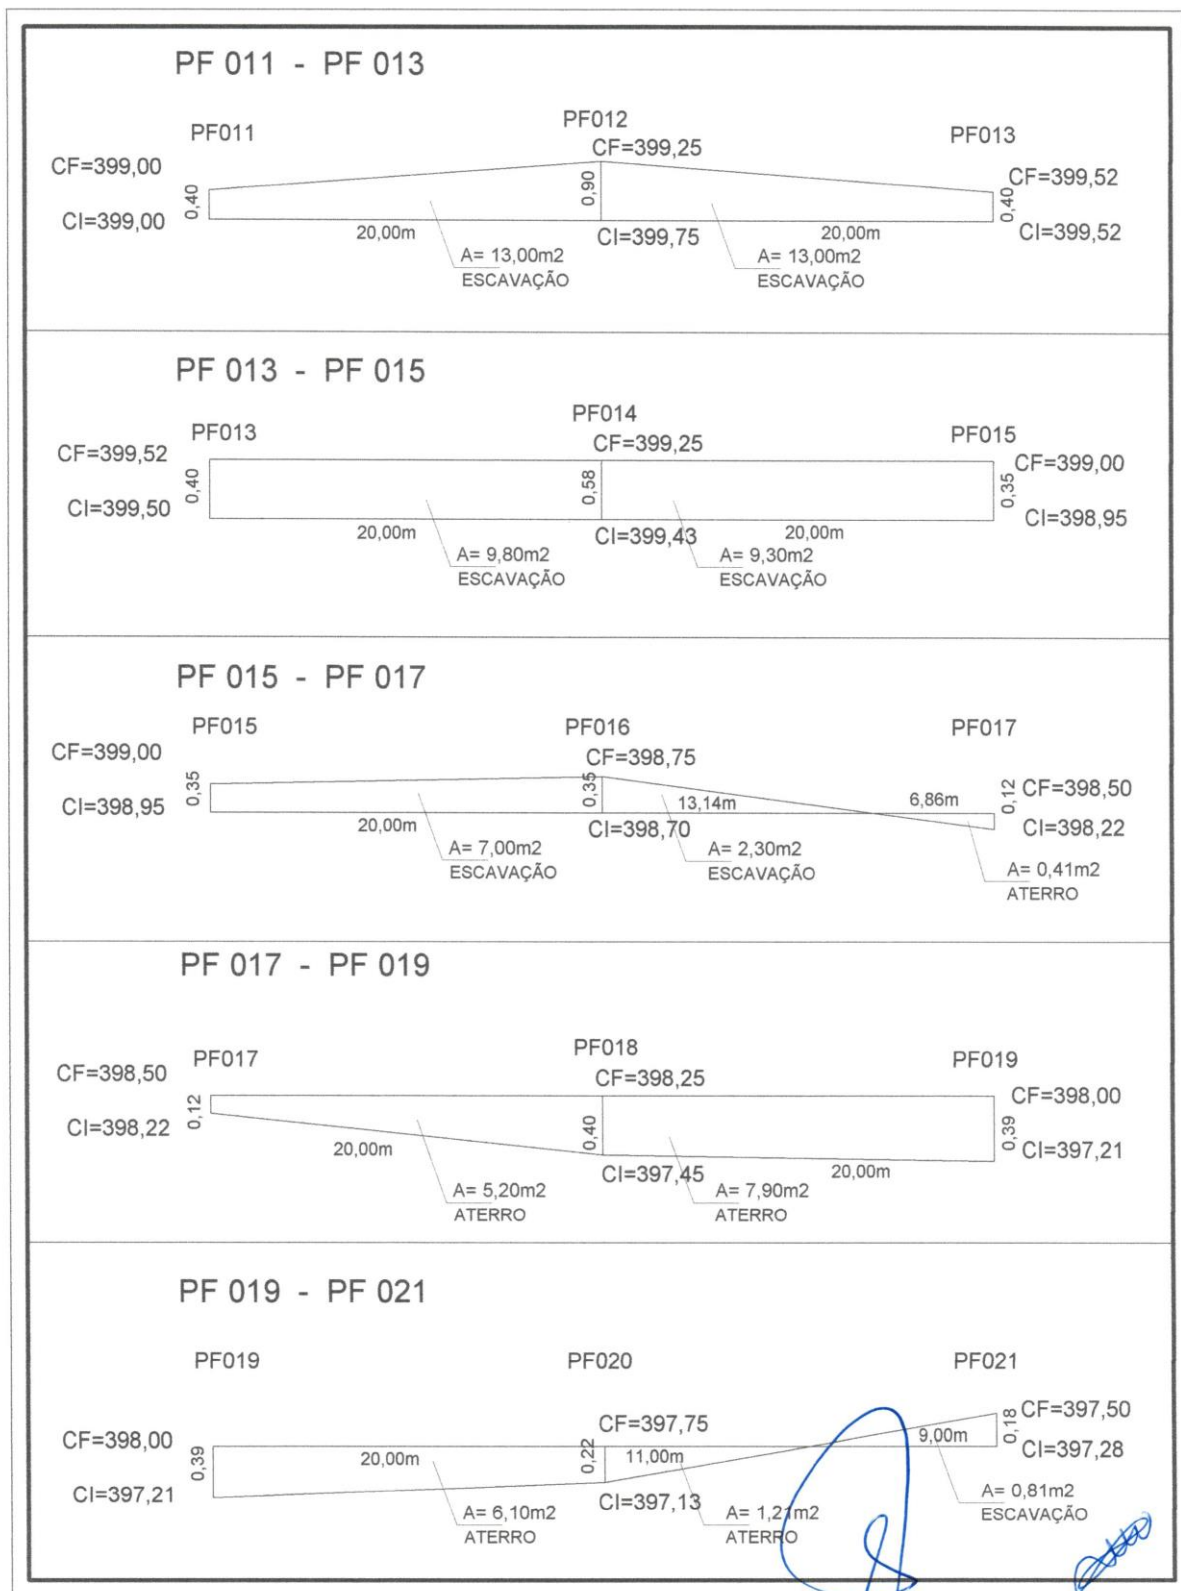 PF 011 - PF 013
PF011
PF012
PF013
CF=399,00
CF=399,25
CF=399,52
0,40
0,90
0,40
CI=399,00
CI=399,75
CI=399,52
20,00m
20,00m
A= 13,00m2
ESCAVAÇÃO
A= 13,00m2
ESCAVAÇÃO
PF 013 - PF 015
PF013
PF014
PF015
CF=399,52
CF=399,25
CF=399,00
0,40
0,58
0,35
CI=399,50
CI=399,43
CI=398,95
20,00m
20,00m
A= 9,80m2
ESCAVAÇÃO
A= 9,30m2
ESCAVAÇÃO
PF 015 - PF 017
PF015
PF016
PF017
CF=399,00
CF=398,75
CF=398,50
0,35
0,35
13,14m
6,86m
0,12
CI=398,95
CI=398,70
CI=398,22
20,00m
A= 7,00m2
ESCAVAÇÃO
A= 2,30m2
ESCAVAÇÃO
A= 0,41m2
ATERRO
PF 017 - PF 019
PF017
PF018
PF019
CF=398,50
CF=398,25
CF=398,00
0,12
0,40
0,39
CI=398,22
CI=397,45
CI=397,21
20,00m
20,00m
A= 5,20m2
ATERRO
A= 7,90m2
ATERRO
PF 019 - PF 021
PF019
PF020
PF021
CF=398,00
CF=397,75
CF=397,50
0,39
20,00m
0,22
11,00m
9,00m
0,18
CI=397,21
CI=397,13
CI=397,28
A= 6,10m2
ATERRO
A= 1,21m2
ATERRO
A= 0,81m2
ESCAVAÇÃO